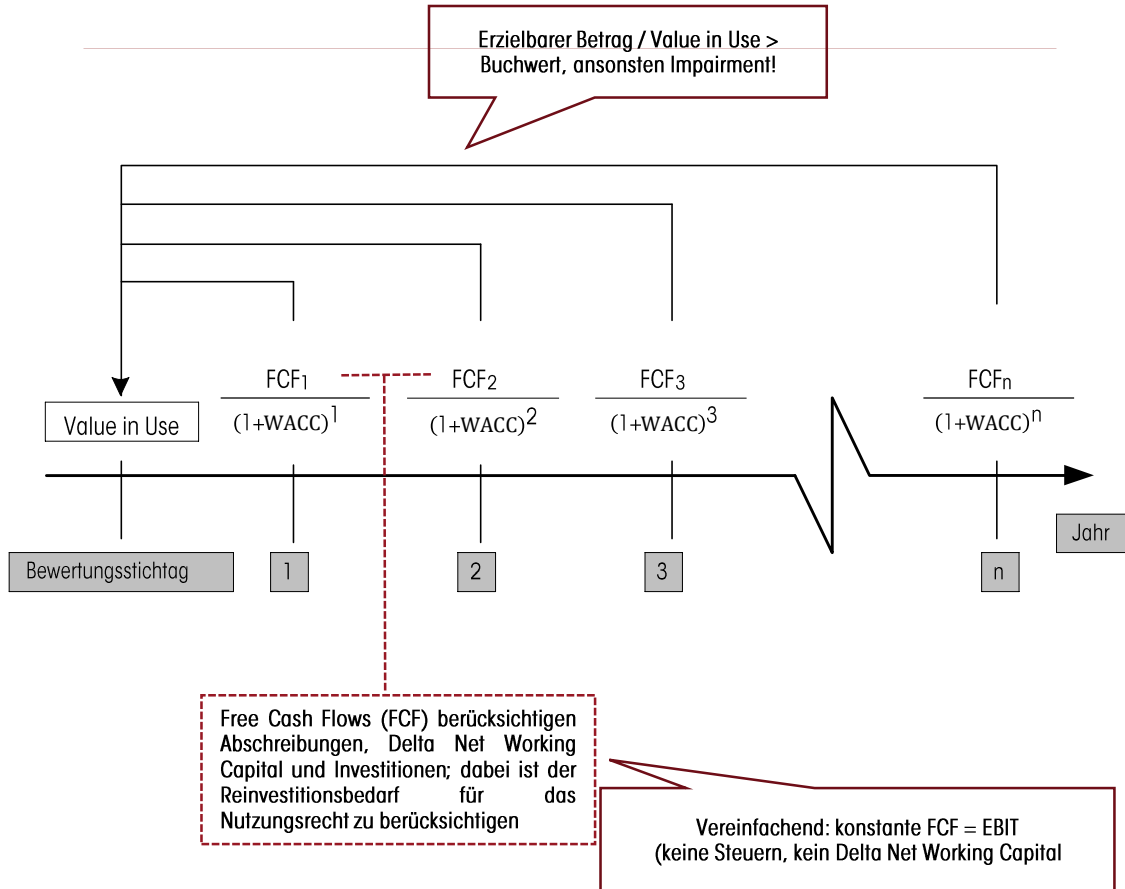 Erzielbarer Betrag / Value in Use >
Buchwert, ansonsten Impairment!
FCF1
FCF2
FCF3
FCFn
Value in Use
(1+WACC)1
(1+WACC)2
(1+WACC)3
(1+WACC)n
Jahr
Bewertungsstichtag
1
2
3
n
Free Cash Flows (FCF) berücksichtigen
Abschreibungen, Delta Net Working
Capital und Investitionen; dabei ist der
Reinvestitionsbedarf für das
Nutzungsrecht zu berücksichtigen
Vereinfachend: konstante FCF = EBIT
(keine Steuern, kein Delta Net Working Capital